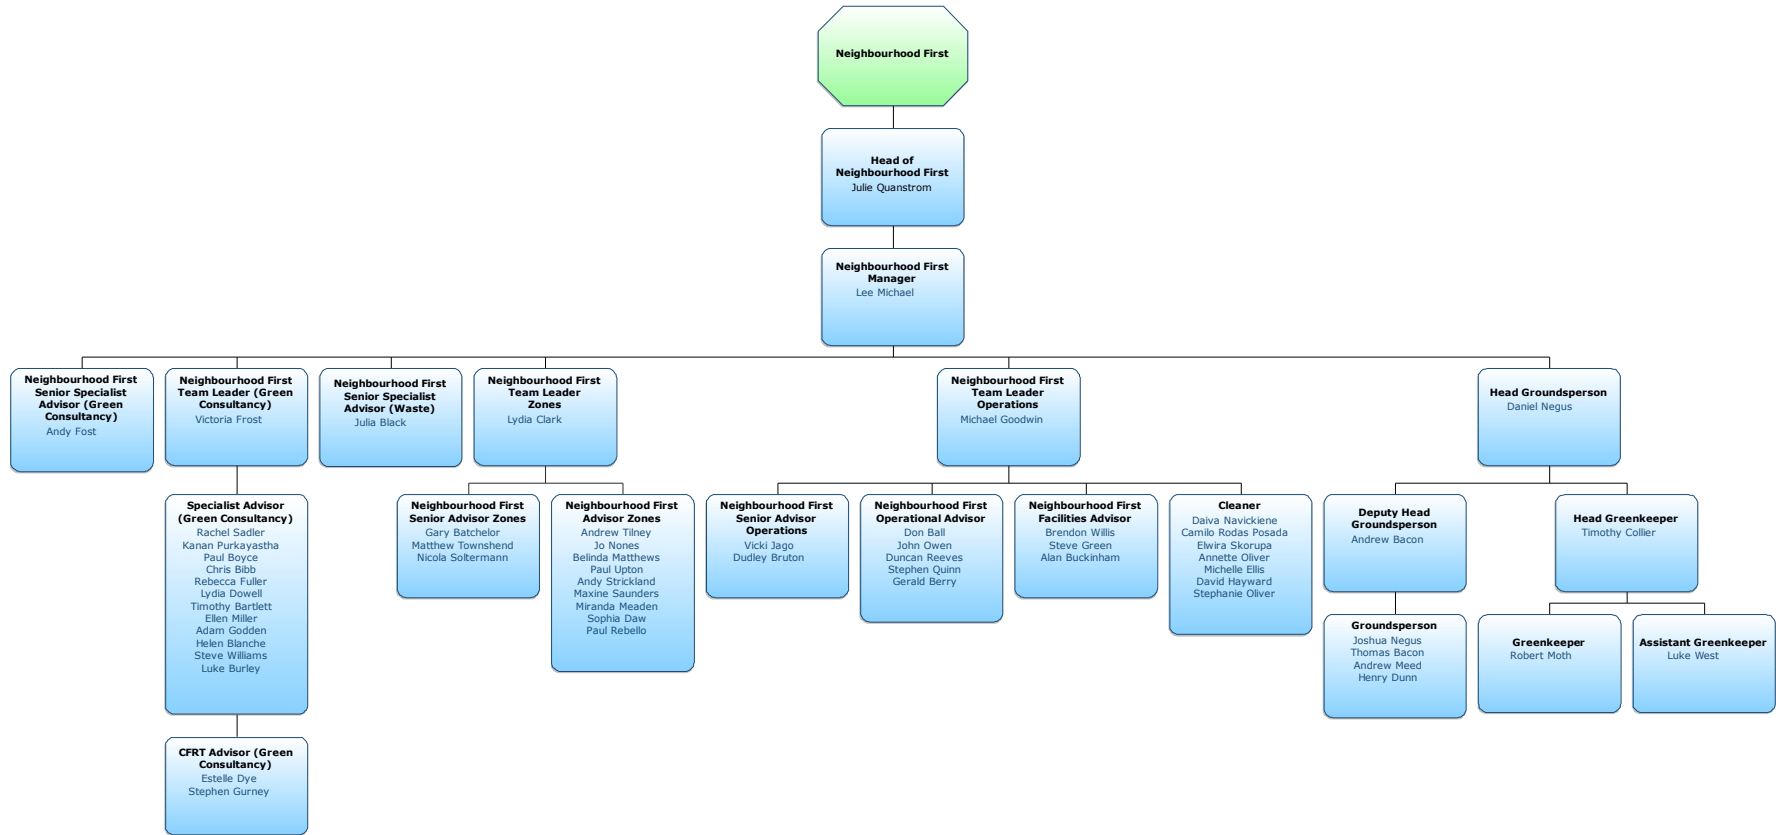 Neighbourhood First
Head of
Neighbourhood First
Julie Quanstrom
Neighbourhood First
Manager
Lee Michael
Neighbourhood First
Senior Specialist
Advisor (Green
Consultancy)
Andy Fost
Neighbourhood First
Team Leader (Green
Consultancy)
Victoria Frost
Neighbourhood First
Senior Specialist
Advisor (Waste)
Julia Black
Neighbourhood First
Team Leader
Zones
Lydia Clark
Neighbourhood First
Team Leader
Operations
Michael Goodwin
Head Groundsperson
Daniel Negus
Specialist Advisor
(Green Consultancy)
Rachel Sadler
Kanan Purkayastha
Paul Boyce
Chris Bibb
Rebecca Fuller
Lydia Dowell
Timothy Bartlett
Ellen Miller
Adam Godden
Helen Blanche
Steve Williams
Luke Burley
Neighbourhood First
Senior Advisor Zones
Gary Batchelor
Matthew Townshend
Nicola Soltermann
Neighbourhood First
Advisor Zones
Andrew Tilney
Jo Nones
Belinda Matthews
Paul Upton
Andy Strickland
Maxine Saunders
Miranda Meaden
Sophia Daw
Paul Rebello
Neighbourhood First
Senior Advisor
Operations
Vicki Jago
Dudley Bruton
Neighbourhood First
Operational Advisor
Don Ball
John Owen
Duncan Reeves
Stephen Quinn
Gerald Berry
Neighbourhood First
Facilities Advisor
Brendon Willis
Steve Green
Alan Buckinham
Cleaner
Daiva Navickiene
Camilo Rodas Posada
Elwira Skorupa
Annette Oliver
Michelle Ellis
David Hayward
Stephanie Oliver
Deputy Head
Groundsperson
Andrew Bacon
Head Greenkeeper
Timothy Collier
Groundsperson
Joshua Negus
Thomas Bacon
Andrew Meed
Henry Dunn
Greenkeeper
Robert Moth
Assistant Greenkeeper
Luke West
CFRT Advisor (Green
Consultancy)
Estelle Dye
Stephen Gurney